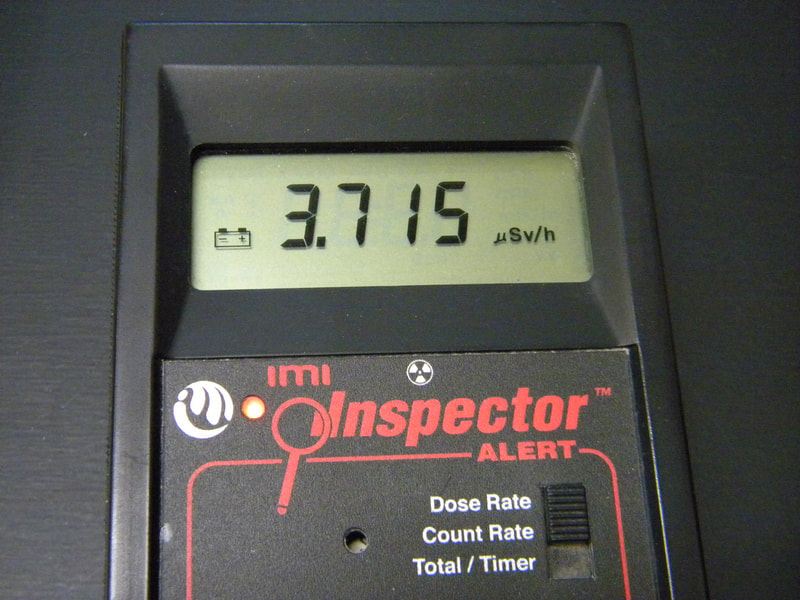 3.715 μSv/h
imi
Inspector™
ALERT
Dose Rate
Count Rate
Total / Timer